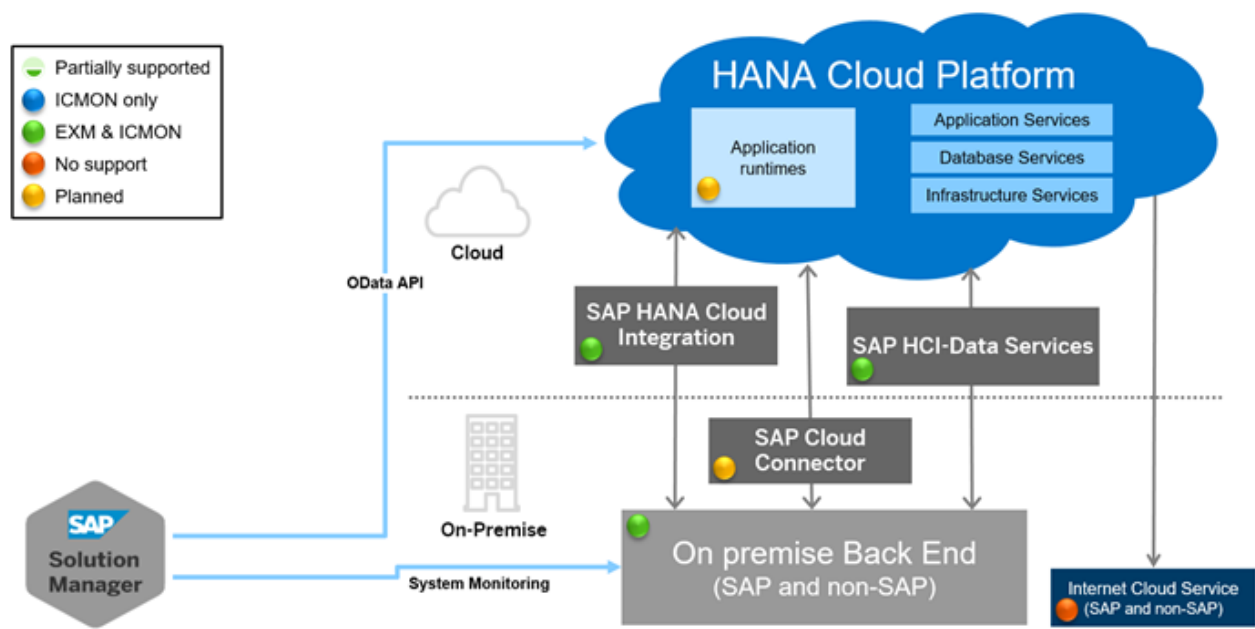 Partially supported
ICMON only
EXM & ICMON
No support
Planned
HANA Cloud Platform
Application
runtimes
Application Services
Database Services
Infrastructure Services
Cloud
OData API
SAP HANA Cloud
Integration
SAP HCI-Data Services
SAP Cloud
Connector
On-Premise
SAP
Solution
Manager
System Monitoring
On premise Back End
(SAP and non-SAP)
Internet Cloud Service
(SAP and non-SAP)